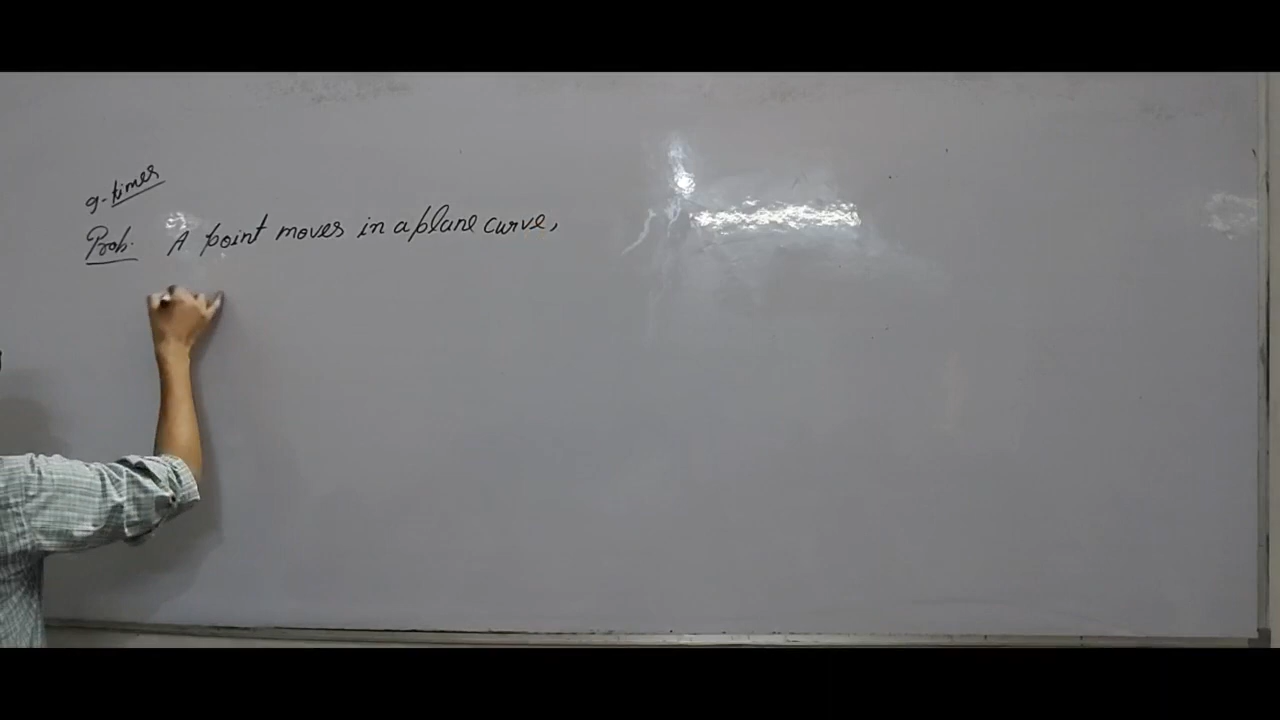 9-times
Prob. A point moves in a plane curve,